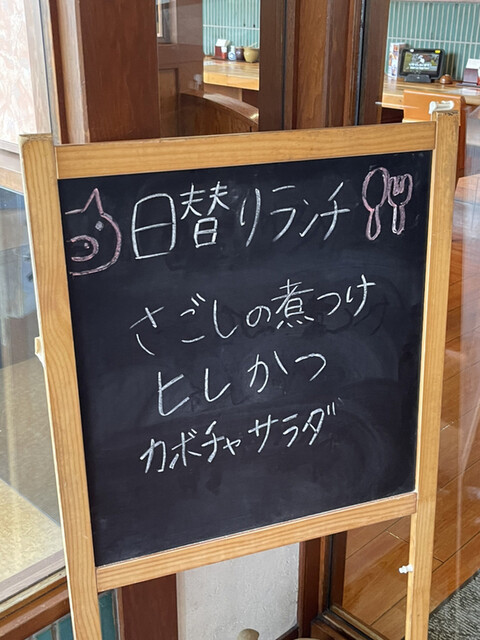 日替りランチ
さごしの煮つけ
ヒレかつ
カボチャサラダ